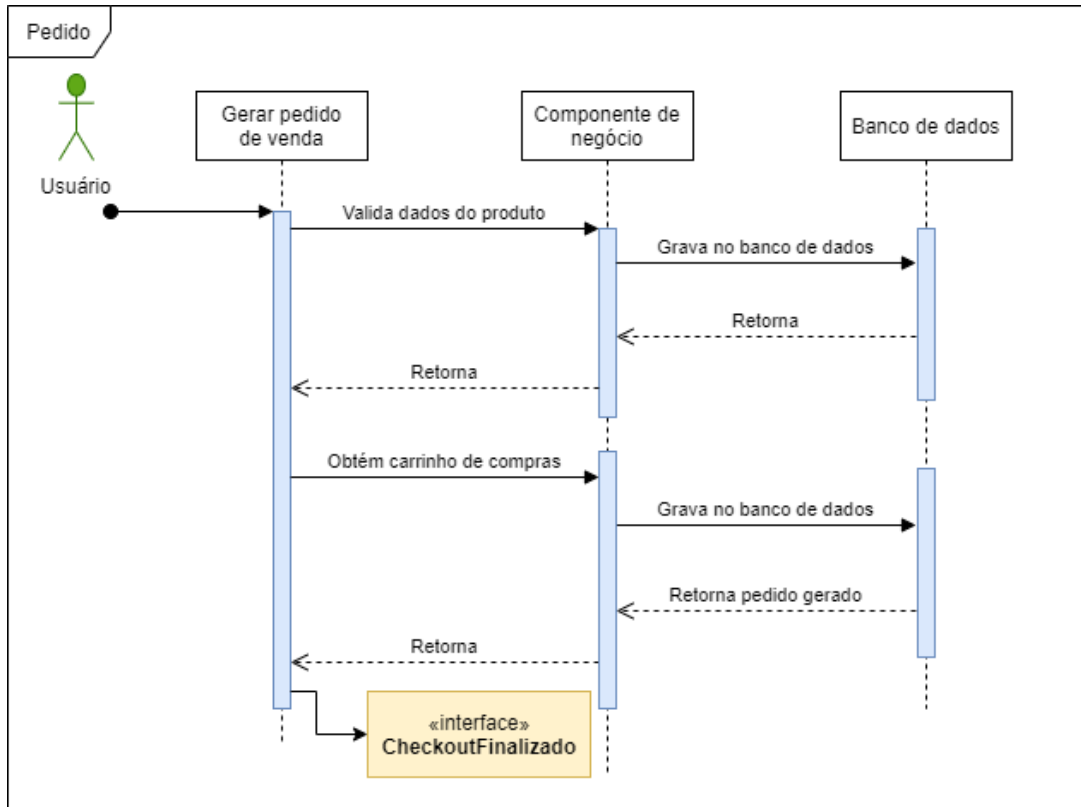 Pedido
Usuário
Gerar pedido
de venda
Componente de
negócio
Banco de dados
Valida dados do produto
Grava no banco de dados
Retorna
Retorna
Obtém carrinho de compras
Grava no banco de dados
Retorna pedido gerado
Retorna
«interface»
CheckoutFinalizado